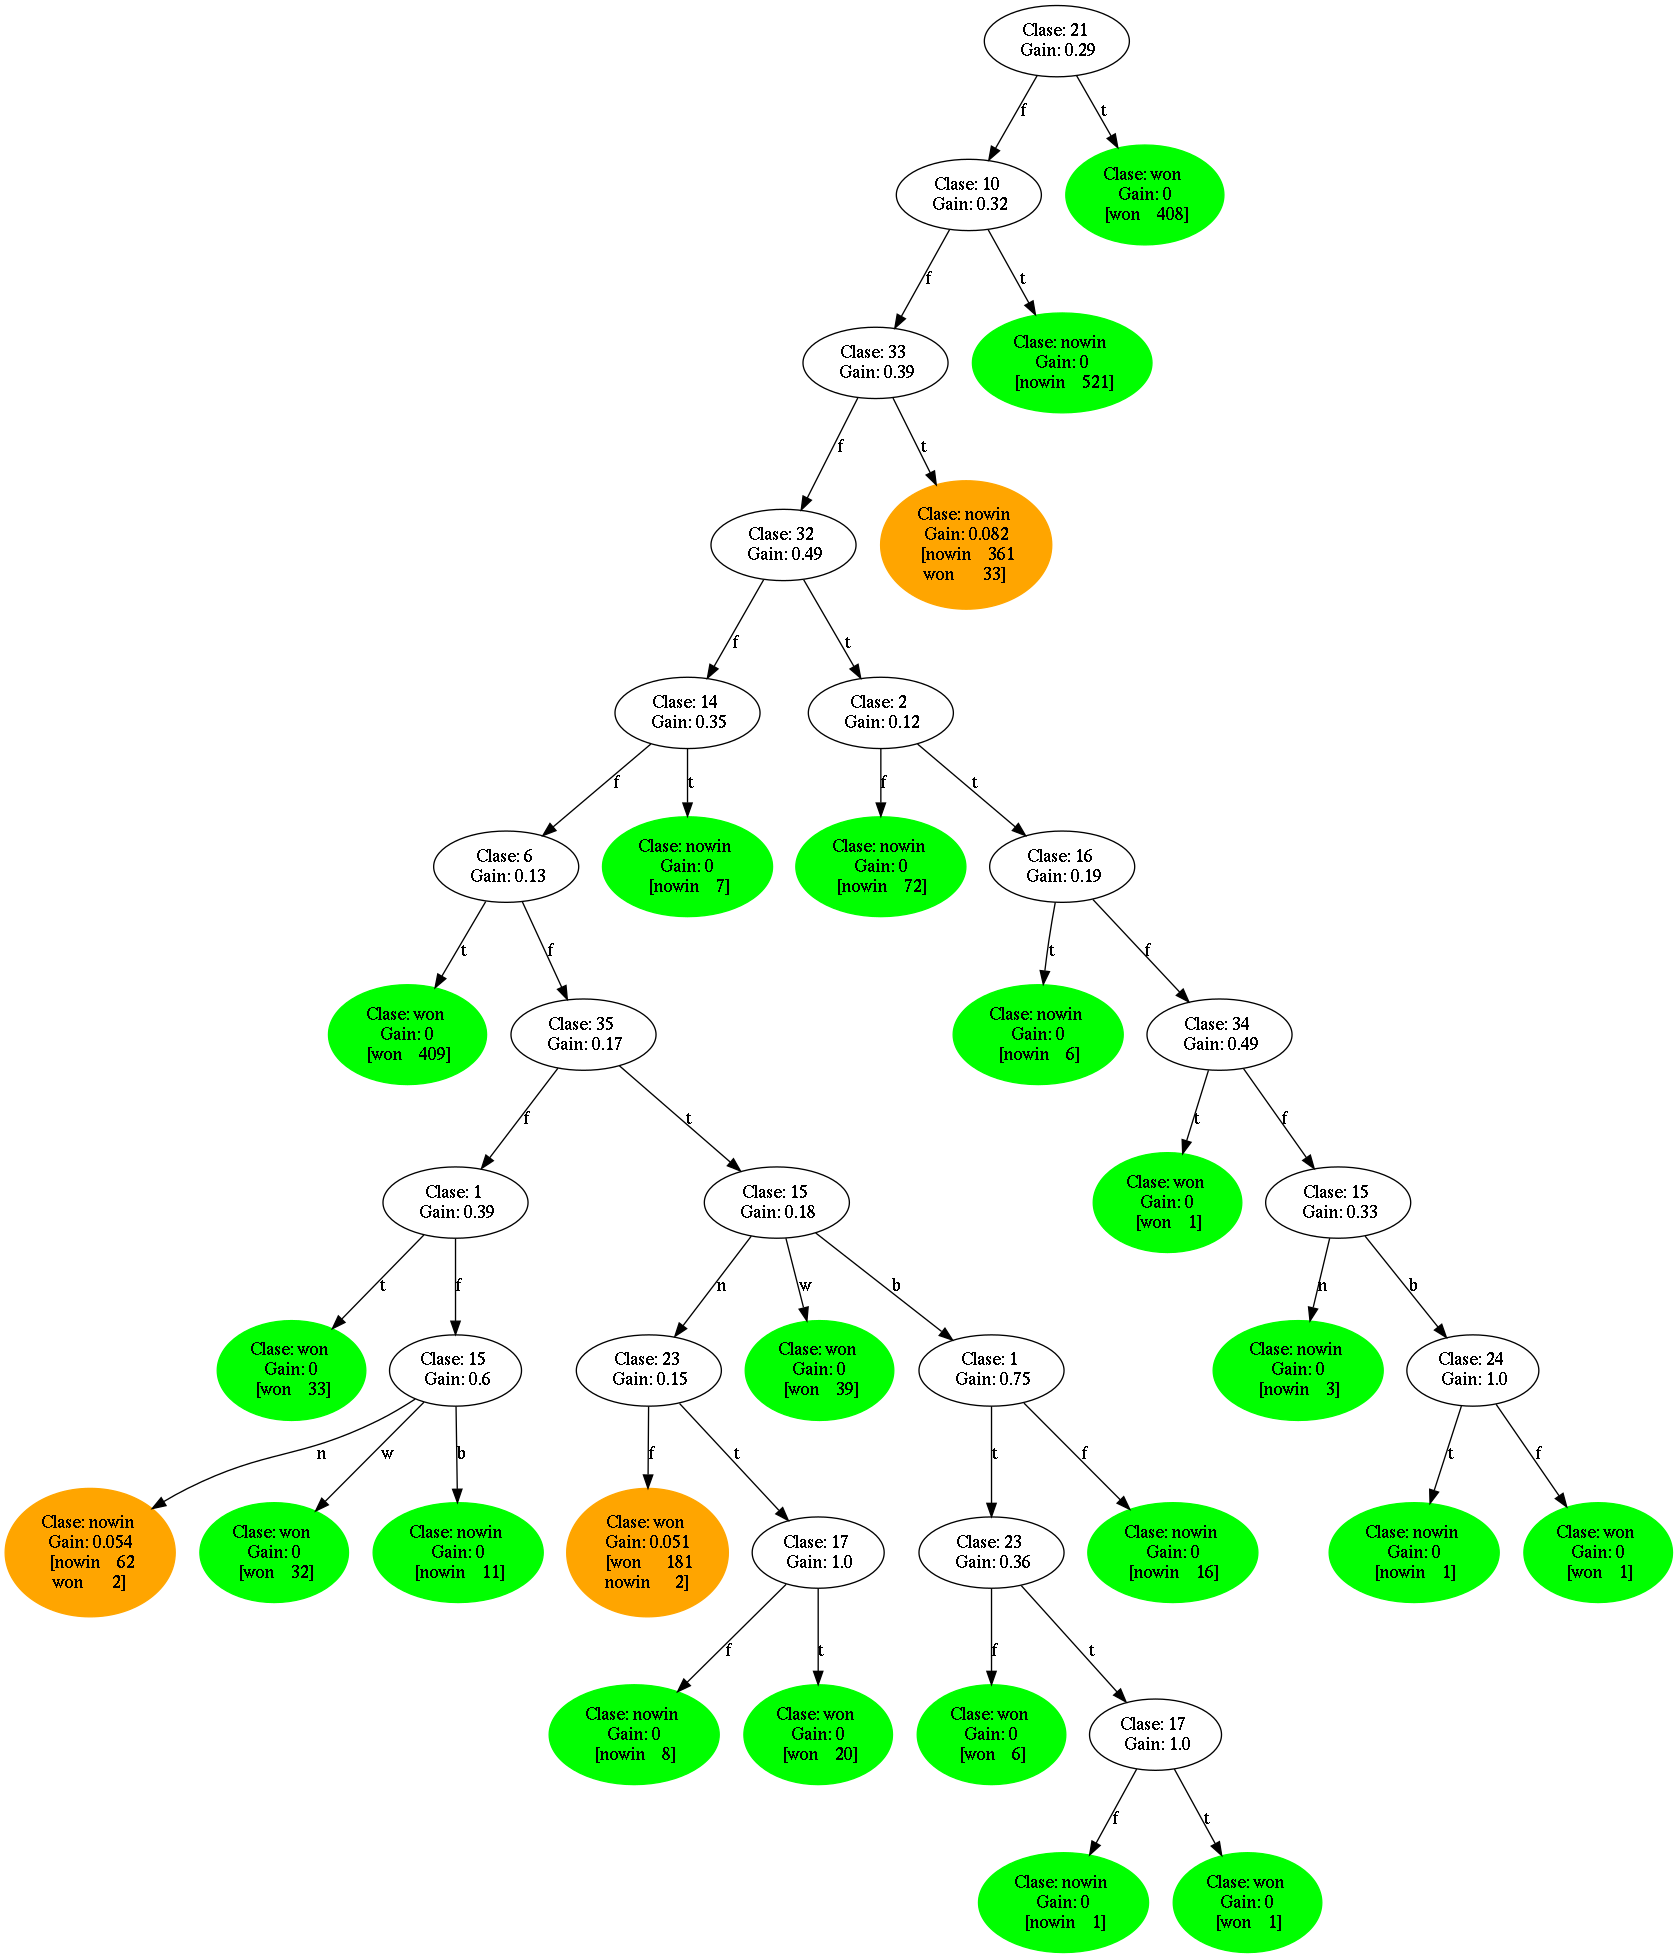 Clase: 21
Gain: 0.29
f
t
Clase: 10
Gain: 0.32
Clase: won
Gain: 0
[won 408]
f
t
Clase: 33
Gain: 0.39
Clase: nowin
Gain: 0
[nowin 521]
f
t
Clase: 32
Gain: 0.49
Clase: nowin
Gain: 0.082
[nowin 361
won 33]
f
t
Clase: 14
Gain: 0.35
Clase: 2
Gain: 0.12
f
t
f
t
Clase: 6
Gain: 0.13
Clase: nowin
Gain: 0
[nowin 7]
Clase: nowin
Gain: 0
[nowin 72]
Clase: 16
Gain: 0.19
t
f
t
f
Clase: won
Gain: 0
[won 409]
Clase: 35
Gain: 0.17
Clase: nowin
Gain: 0
[nowin 6]
Clase: 34
Gain: 0.49
f
t
t
f
Clase: 1
Gain: 0.39
Clase: 15
Gain: 0.18
Clase: won
Gain: 0
[won 1]
Clase: 15
Gain: 0.33
t
f
n
w
b
n
b
Clase: won
Gain: 0
[won 33]
Clase: 15
Gain: 0.6
Clase: 23
Gain: 0.15
Clase: won
Gain: 0
[won 39]
Clase: 1
Gain: 0.75
Clase: nowin
Gain: 0
[nowin 3]
Clase: 24
Gain: 1.0
n
w
b
f
t
t
f
t
f
Clase: nowin
Gain: 0.054
[nowin 62
won 2]
Clase: won
Gain: 0
[won 32]
Clase: nowin
Gain: 0
[nowin 11]
Clase: won
Gain: 0.051
[won 181
nowin 2]
Clase: 17
Gain: 1.0
Clase: 23
Gain: 0.36
Clase: nowin
Gain: 0
[nowin 16]
Clase: nowin
Gain: 0
[nowin 1]
Clase: won
Gain: 0
[won 1]
f
t
f
t
Clase: nowin
Gain: 0
[nowin 8]
Clase: won
Gain: 0
[won 20]
Clase: won
Gain: 0
[won 6]
Clase: 17
Gain: 1.0
f
t
Clase: nowin
Gain: 0
[nowin 1]
Clase: won
Gain: 0
[won 1]